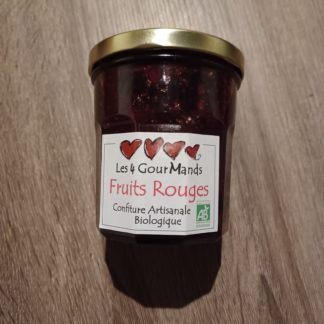 Les 4 GourMands
Fruits Rouges
Confiture Artisanale
Biologique
AB